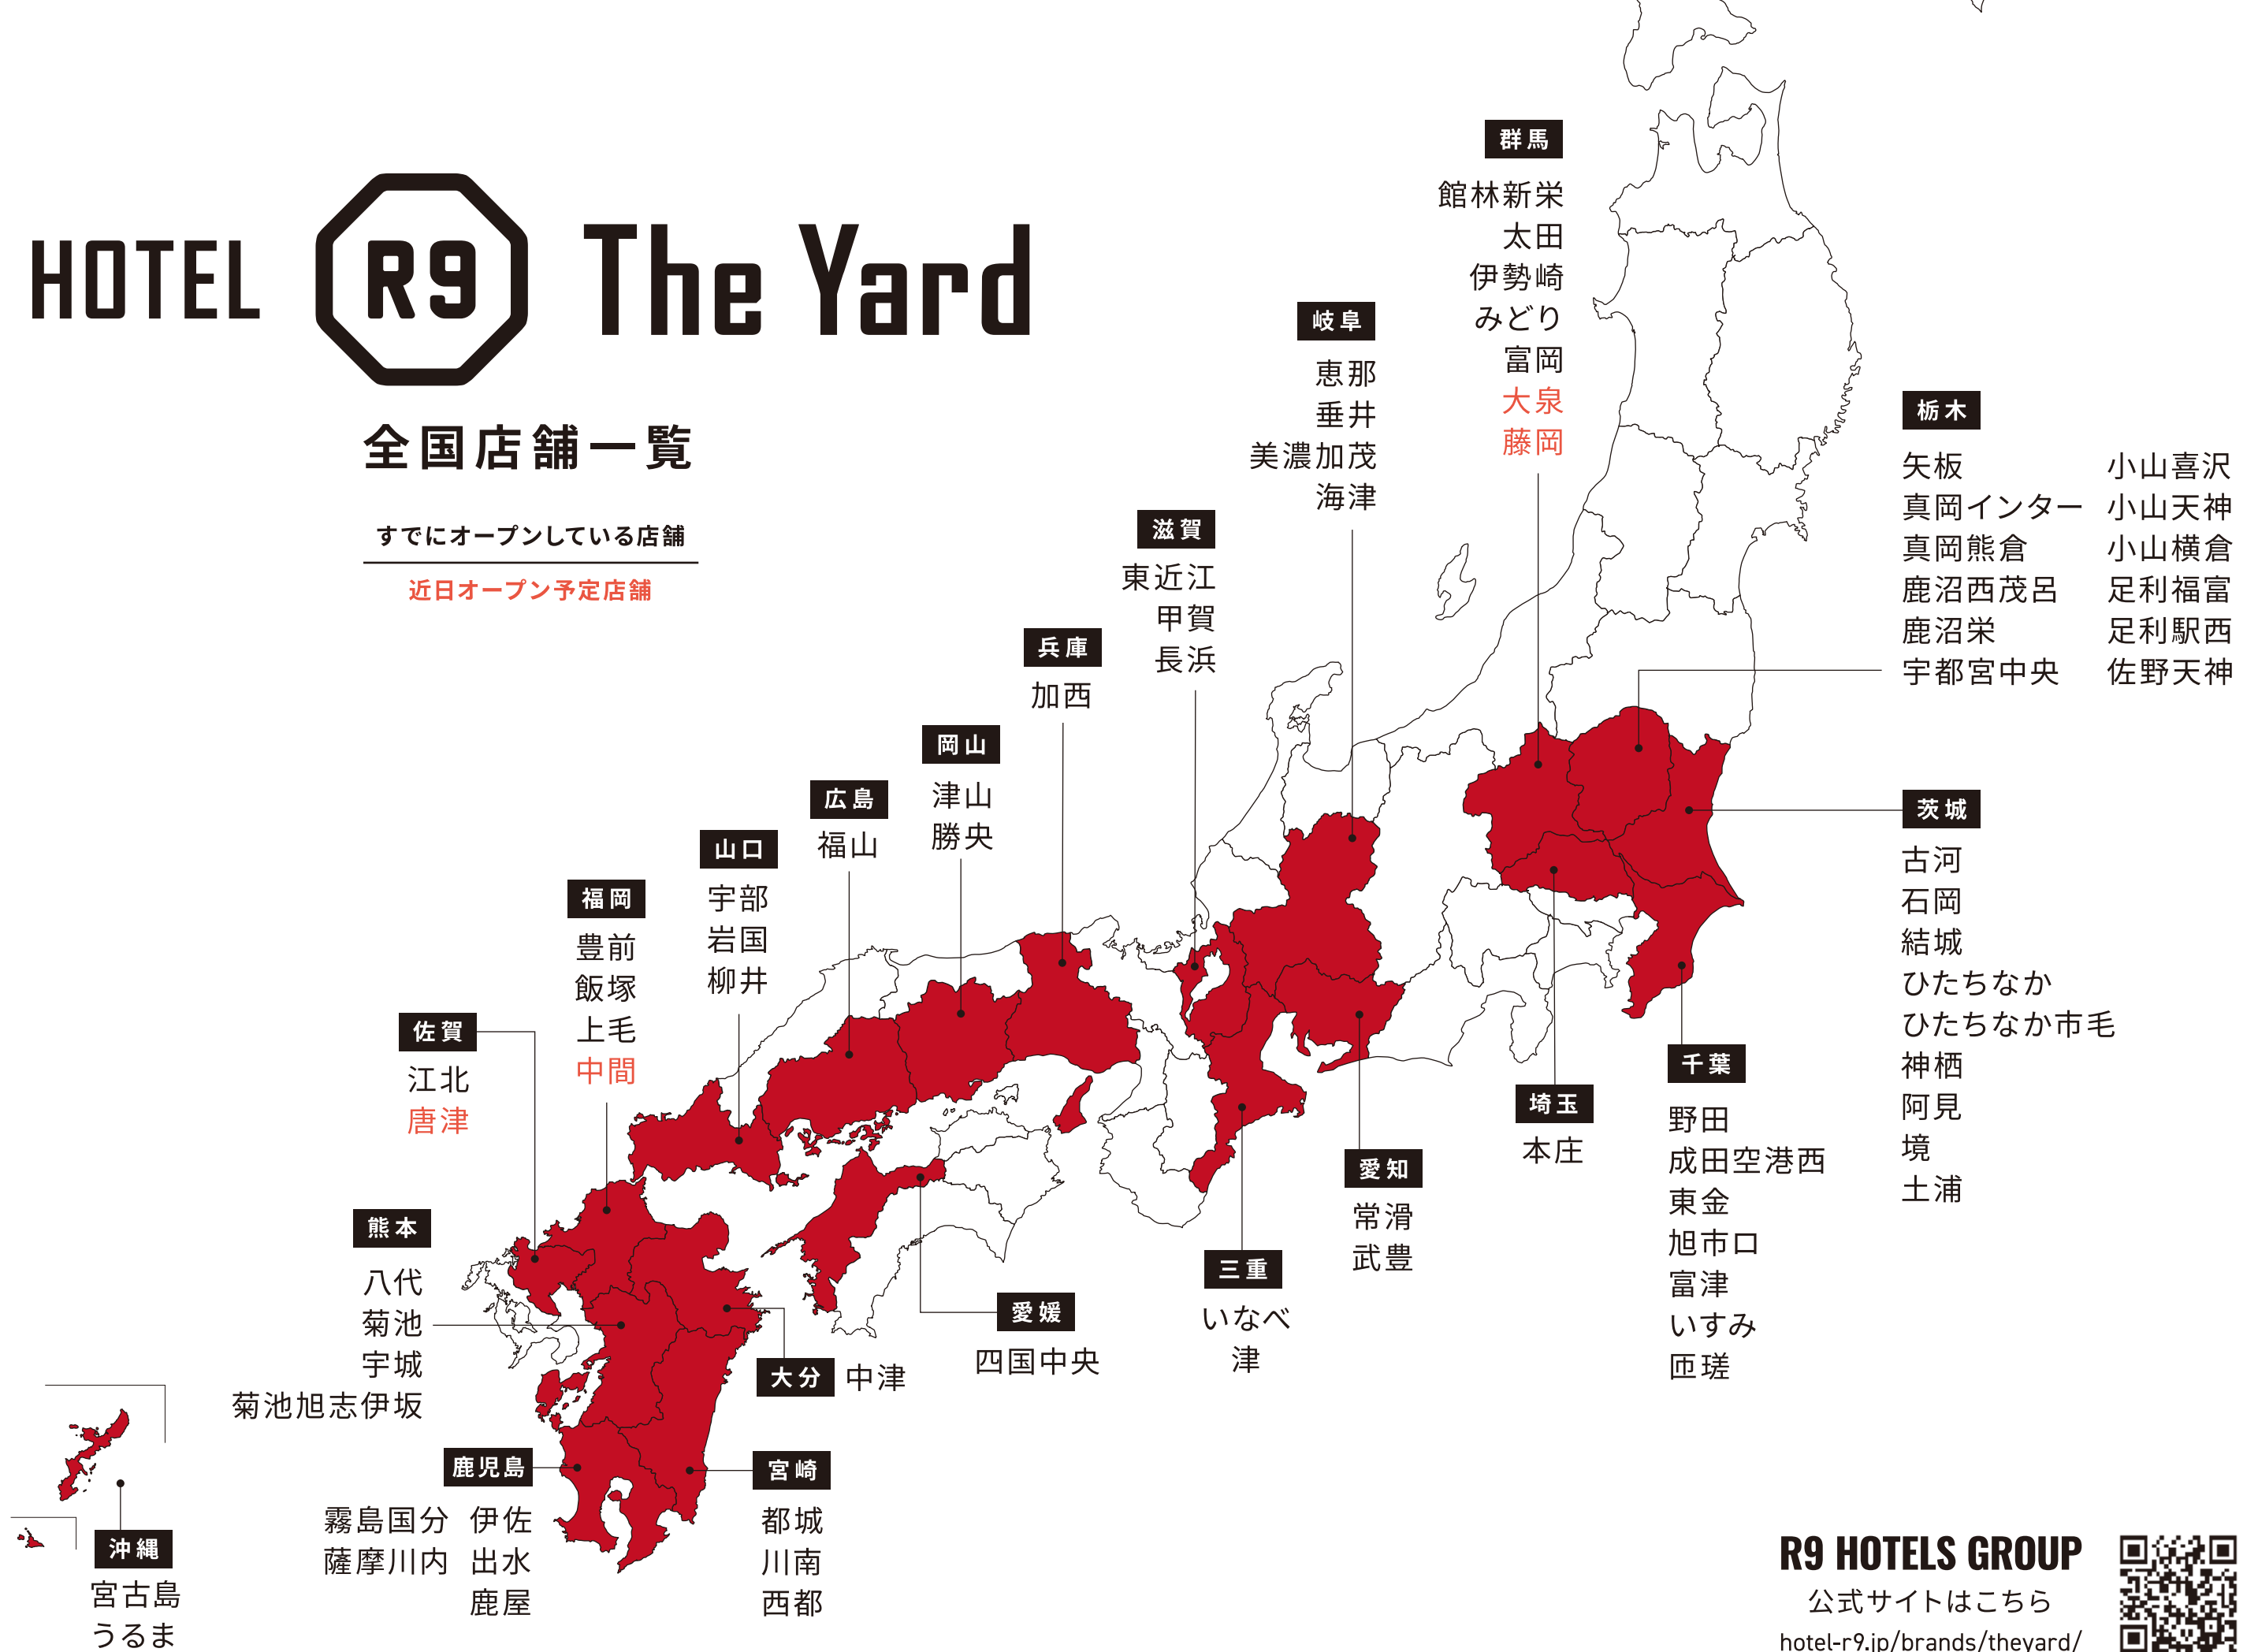 HOTEL R9 The Yard
全国店舗一覧
すでにオープンしている店舗
近日オープン予定店舗
群馬
館林新栄
太田
伊勢崎
みどり
富岡
大泉
藤岡
岐阜
恵那
垂井
美濃加茂
海津
栃木
矢板
真岡インター
真岡熊倉
鹿沼西茂呂
鹿沼栄
宇都宮中央
小山喜沢
小山天神
小山横倉
足利福富
足利駅西
佐野天神
滋賀
東近江
甲賀
長浜
兵庫
加西
岡山
津山
勝央
広島
福山
山口
宇部
岩国
柳井
福岡
豊前
飯塚
上毛
中間
佐賀
江北
唐津
茨城
古河
石岡
結城
ひたちなか
ひたちなか市毛
神栖
阿見
境
土浦
千葉
野田
成田空港西
東金
旭市口
富津
いすみ
匝瑳
埼玉
本庄
愛知
常滑
武豊
三重
いなべ
津
愛媛
四国中央
熊本
八代
菊池
宇城
菊池旭志伊坂
大分
中津
鹿児島
霧島国分
薩摩川内
伊佐
出水
鹿屋
宮崎
都城
川南
西都
沖縄
宮古島
うるま
R9 HOTELS GROUP
公式サイトはこちら
hotel-r9.jp/brands/theyard/